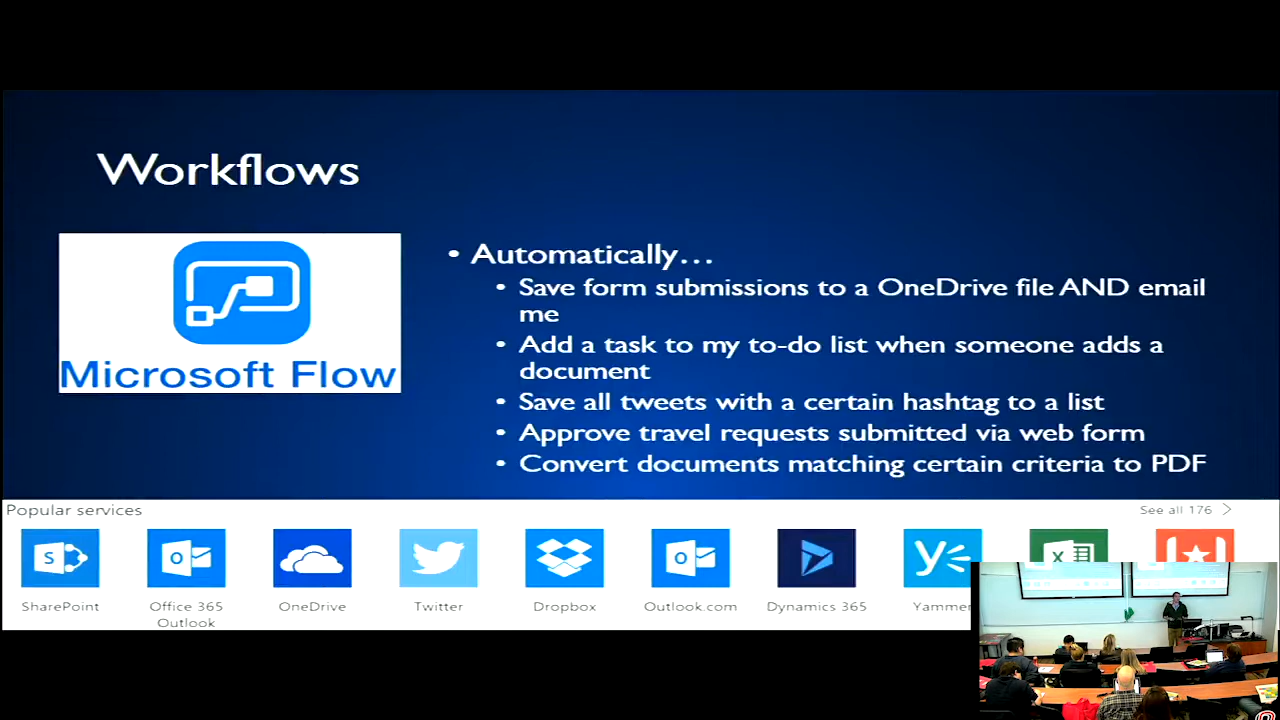 Workflows
Microsoft Flow
• Automatically…
• Save form submissions to a OneDrive file AND email
me
• Add a task to my to-do list when someone adds a
document
• Save all tweets with a certain hashtag to a list
• Approve travel requests submitted via web form
• Convert documents matching certain criteria to PDF
Popular services
See all 176 >
SharePoint
Office 365
Outlook
OneDrive
Twitter
Dropbox
Outlook.com
Dynamics 365
Yammer